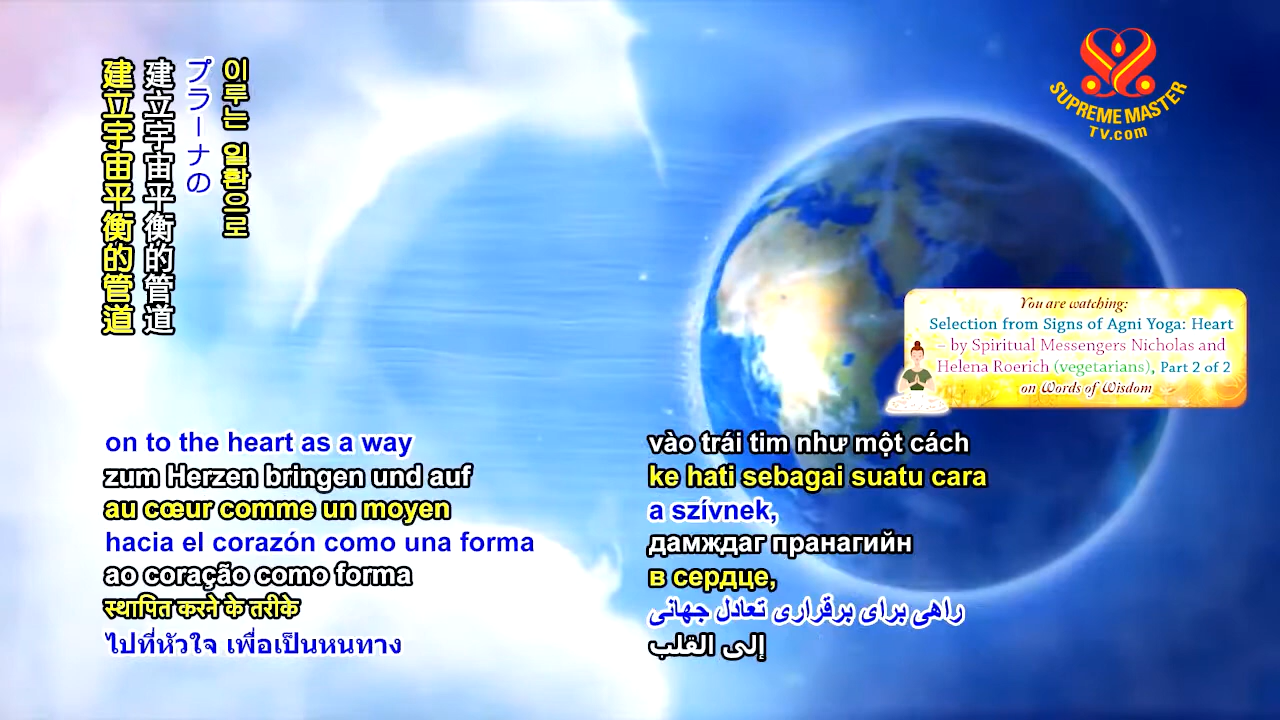 建立宇宙平衡的管道
建立宇宙平衡的管道
プラーナの
이루는 일환으로
SUPREME MASTER
TV.com
You are watching:
Selection from Signs of Agni Yoga: Heart
– by Spiritual Messengers Nicholas and
Helena Roerich (vegetarians), Part 2 of 2
on Words of Wisdom
on to the heart as a way
zum Herzen bringen und auf
au cœur comme un moyen
hacia el corazón como una forma
ao coração como forma
स्थापित करने के तरीके
ไปที่หัวใจ เพื่อเป็นหนทาง
vào trái tim như một cách
ke hati sebagai suatu cara
a szívnek,
дамждаг пранагийн
в сердце,
راهی برای برقراری تعادل جهانی
إلى القلب